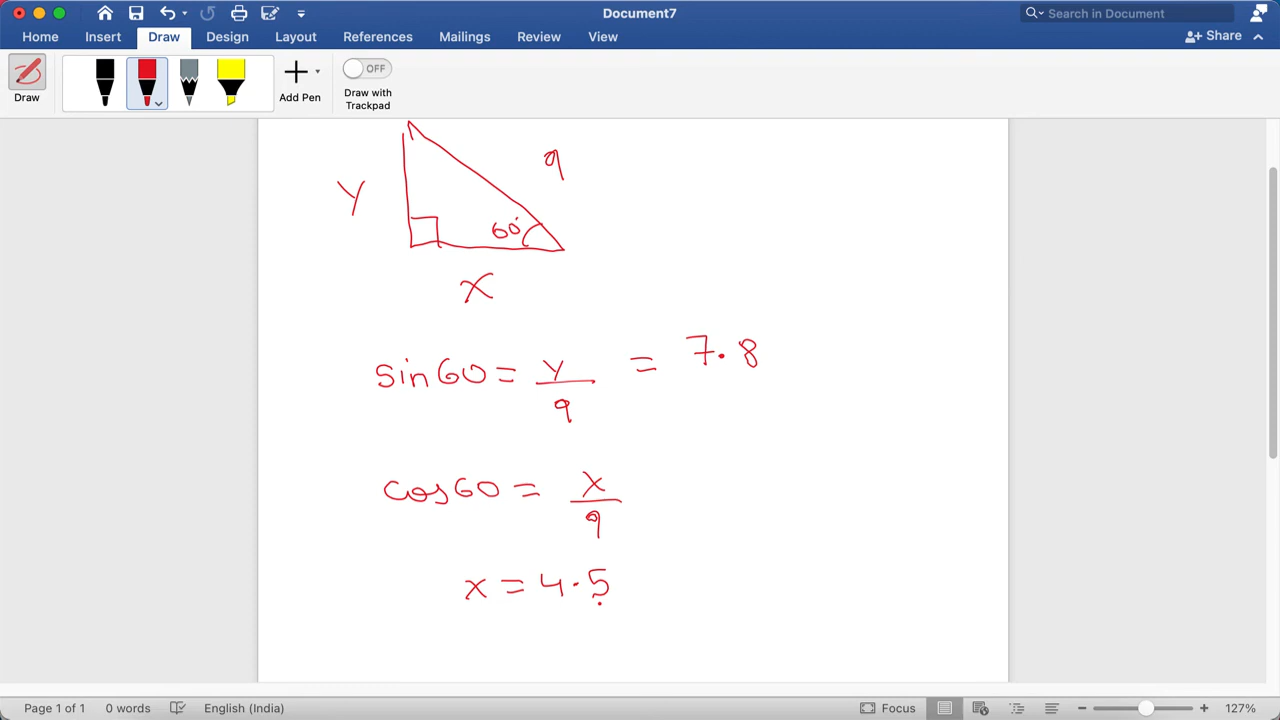 Document7
Search in Document
Home Insert Draw Design Layout References Mailings Review View Share
OFF
Draw Add Pen Draw with Trackpad
y
9
60°
x
sin60 = y/9 = 7.8
cos60 = x/9
x = 4.5
Page 1 of 1 0 words English (India) Focus 127%